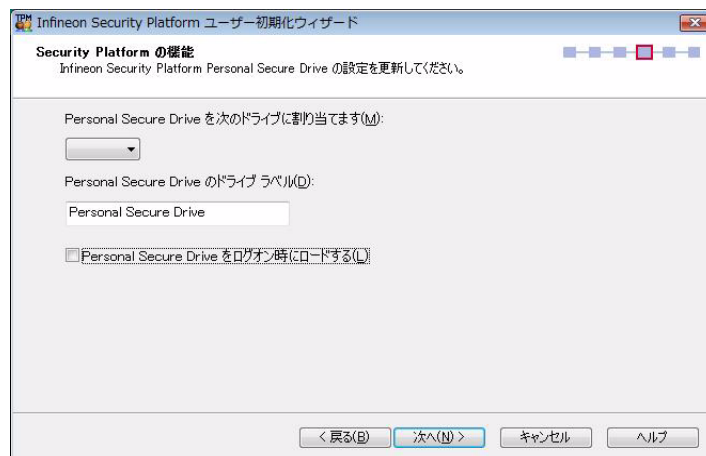 TPM
Infineon Security Platform ユーザー初期化ウィザード
Security Platform の機能
Infineon Security Platform Personal Secure Drive の設定を更新してください。
Personal Secure Drive を次のドライブに割り当てます(M):
Personal Secure Drive のドライブ ラベル(D):
Personal Secure Drive
Personal Secure Drive をログオン時にロードする(L)
< 戻る(B)
次へ(N) >
キャンセル
ヘルプ